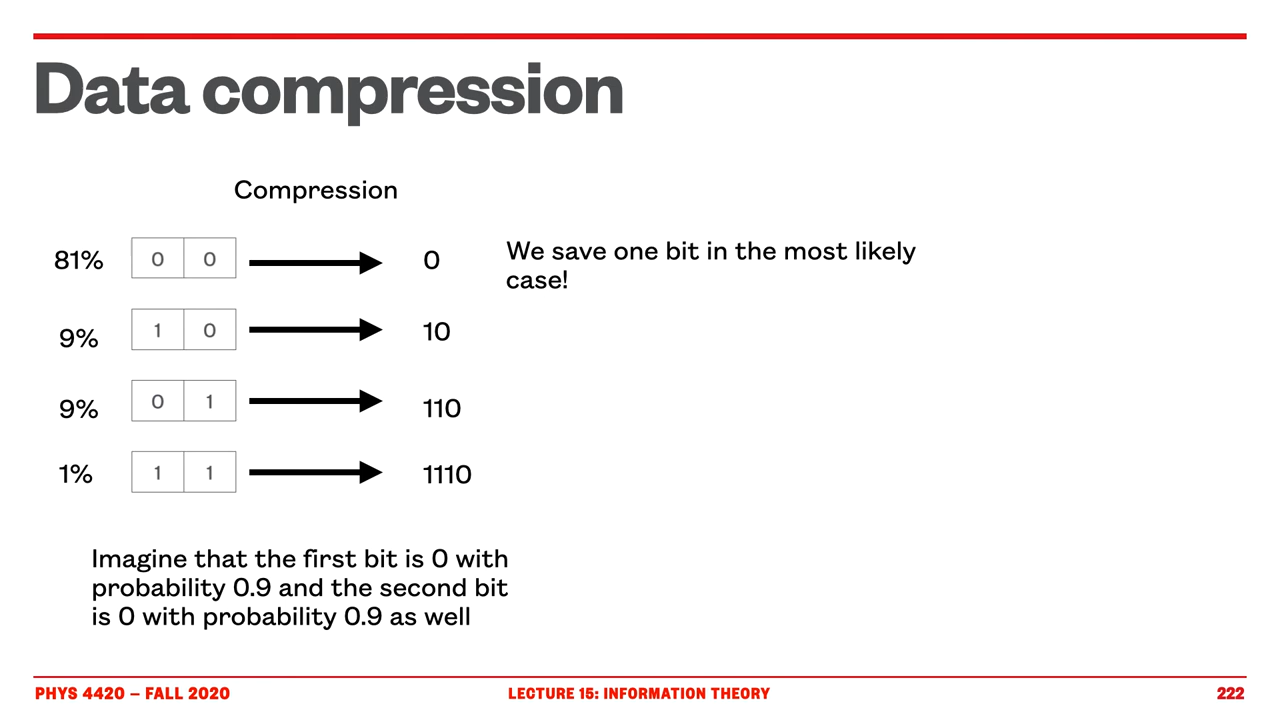 Data compression
Compression
81% 0 0 0
We save one bit in the most likely
case!
9% 1 0 10
9% 0 1 110
1% 1 1 1110
Imagine that the first bit is 0 with
probability 0.9 and the second bit
is 0 with probability 0.9 as well
PHYS 4420 – FALL 2020
LECTURE 15: INFORMATION THEORY
222